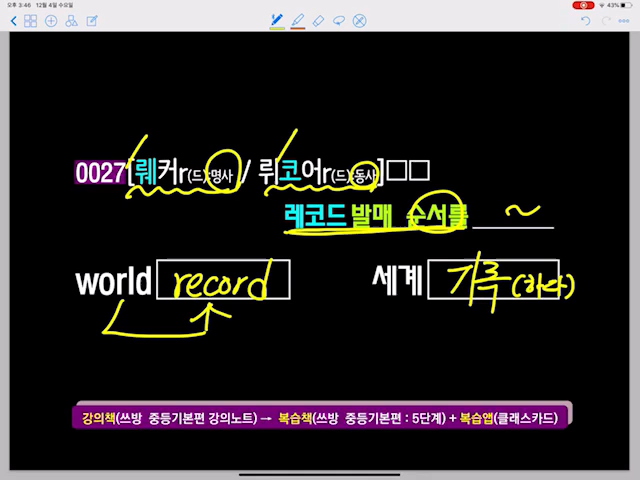 오후 3:46 12월 4일 수요일 43%
0027[뤠커r(드):명사 / 뤼코어r(드):동사]□□
레코드 발매 순서를 ~
world record 세계 기록(하다)
강의책(쓰방 중등기본편 강의노트) → 복습책(쓰방 중등기본편 : 5단계) + 복습앱(클래스카드)